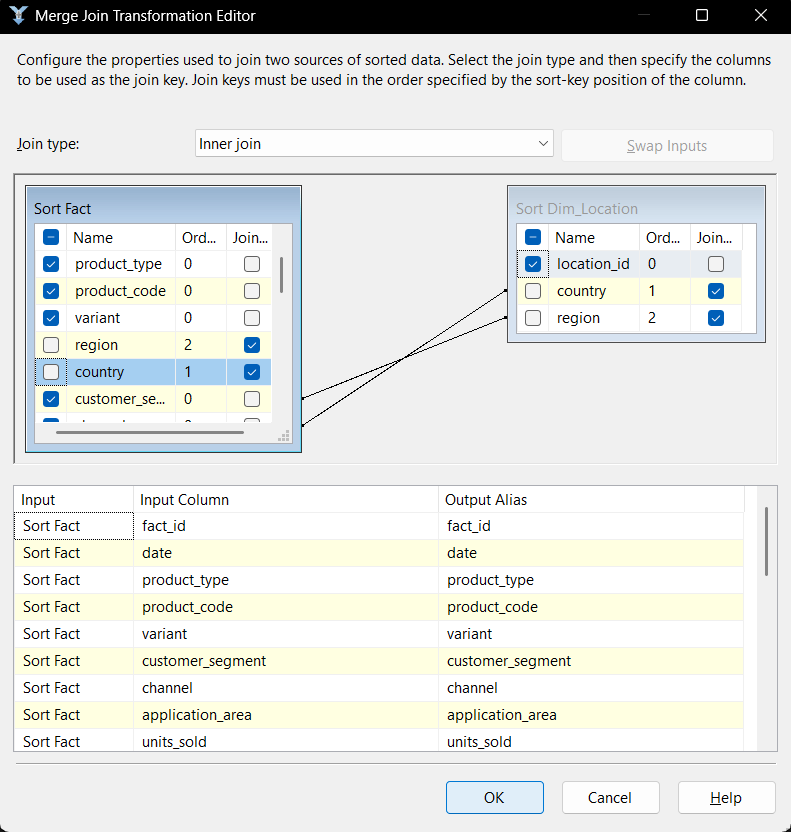 Merge Join Transformation Editor
Configure the properties used to join two sources of sorted data. Select the join type and then specify the columns
to be used as the join key. Join keys must be used in the order specified by the sort-key position of the column.
Join type: Inner join Swap Inputs
Sort Fact
Name Ord... Join...
product_type 0
product_code 0
variant 0
region 2
country 1
customer_se... 0
Sort Dim_Location
Name Ord... Join...
location_id 0
country 1
region 2
Input Input Column Output Alias
Sort Fact fact_id fact_id
Sort Fact date date
Sort Fact product_type product_type
Sort Fact product_code product_code
Sort Fact variant variant
Sort Fact customer_segment customer_segment
Sort Fact channel channel
Sort Fact application_area application_area
Sort Fact units_sold units_sold
OK Cancel Help